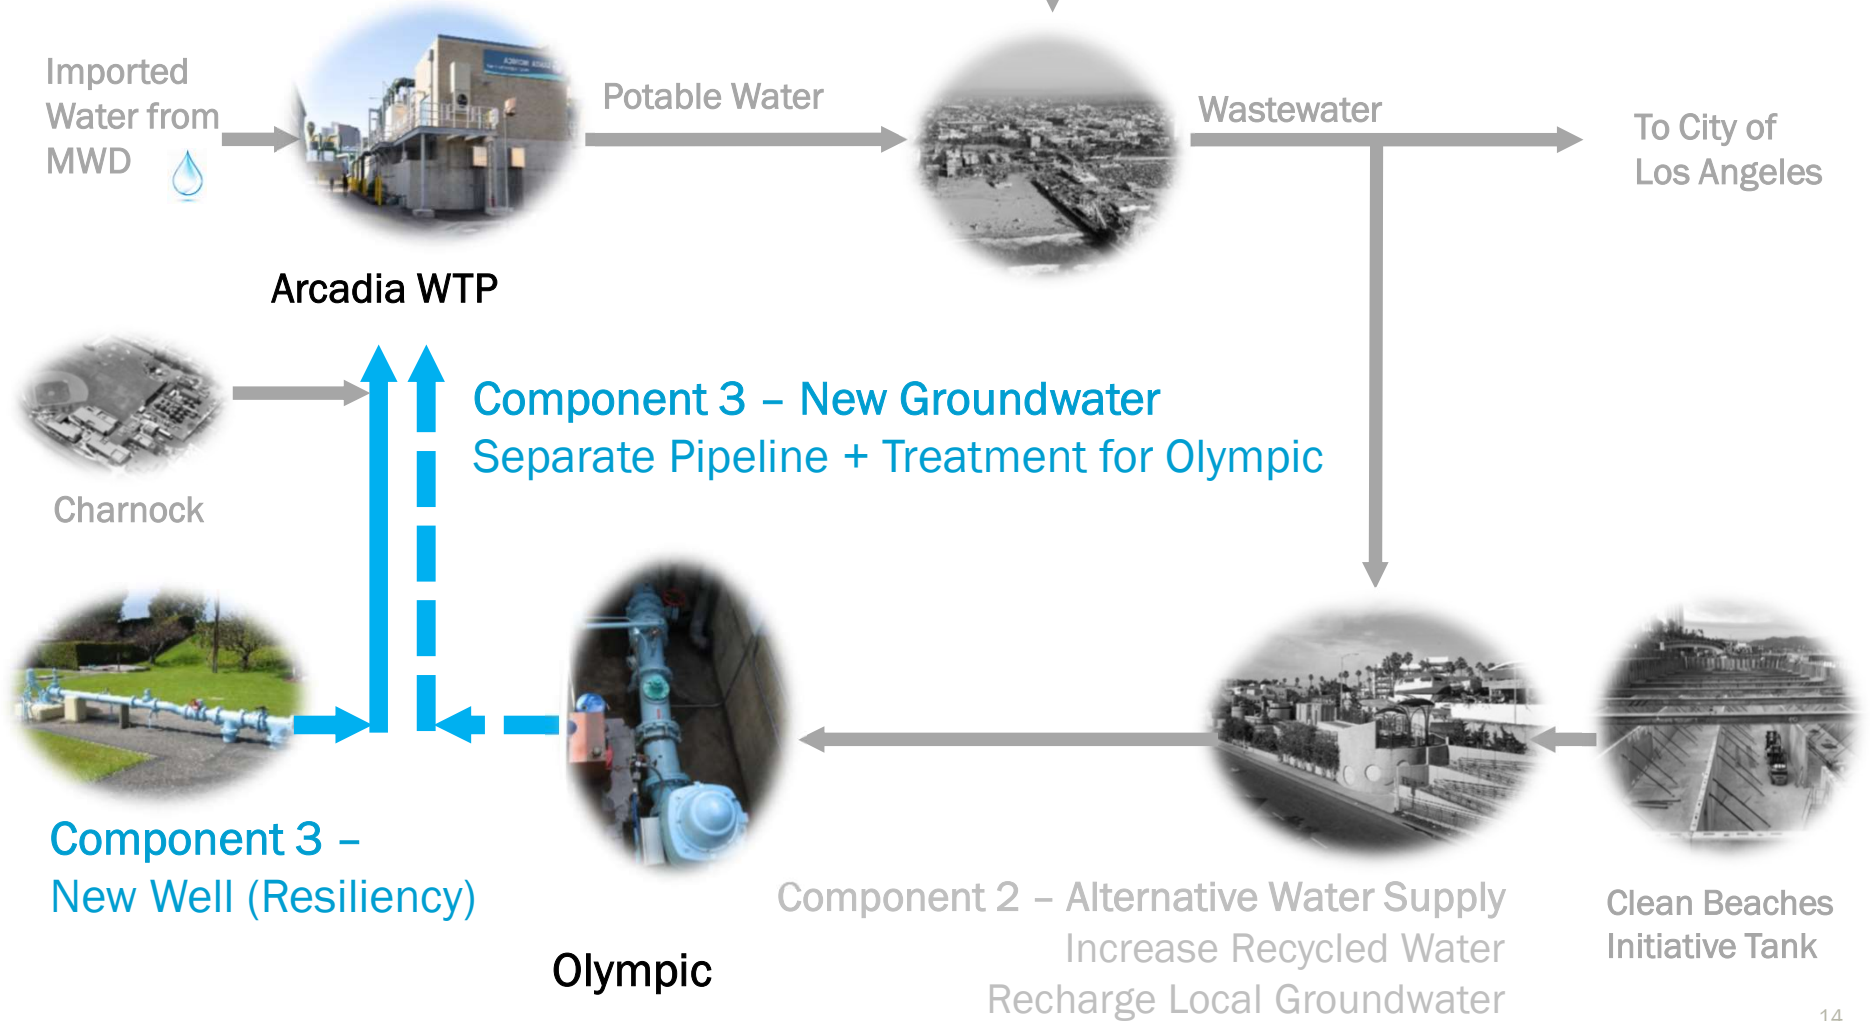 Imported
Water from
MWD
Potable Water
Wastewater
To City of
Los Angeles
Arcadia WTP
Component 3 – New Groundwater
Separate Pipeline + Treatment for Olympic
Charnock
Component 3 –
New Well (Resiliency)
Olympic
Component 2 – Alternative Water Supply
Increase Recycled Water
Recharge Local Groundwater
Clean Beaches
Initiative Tank
14